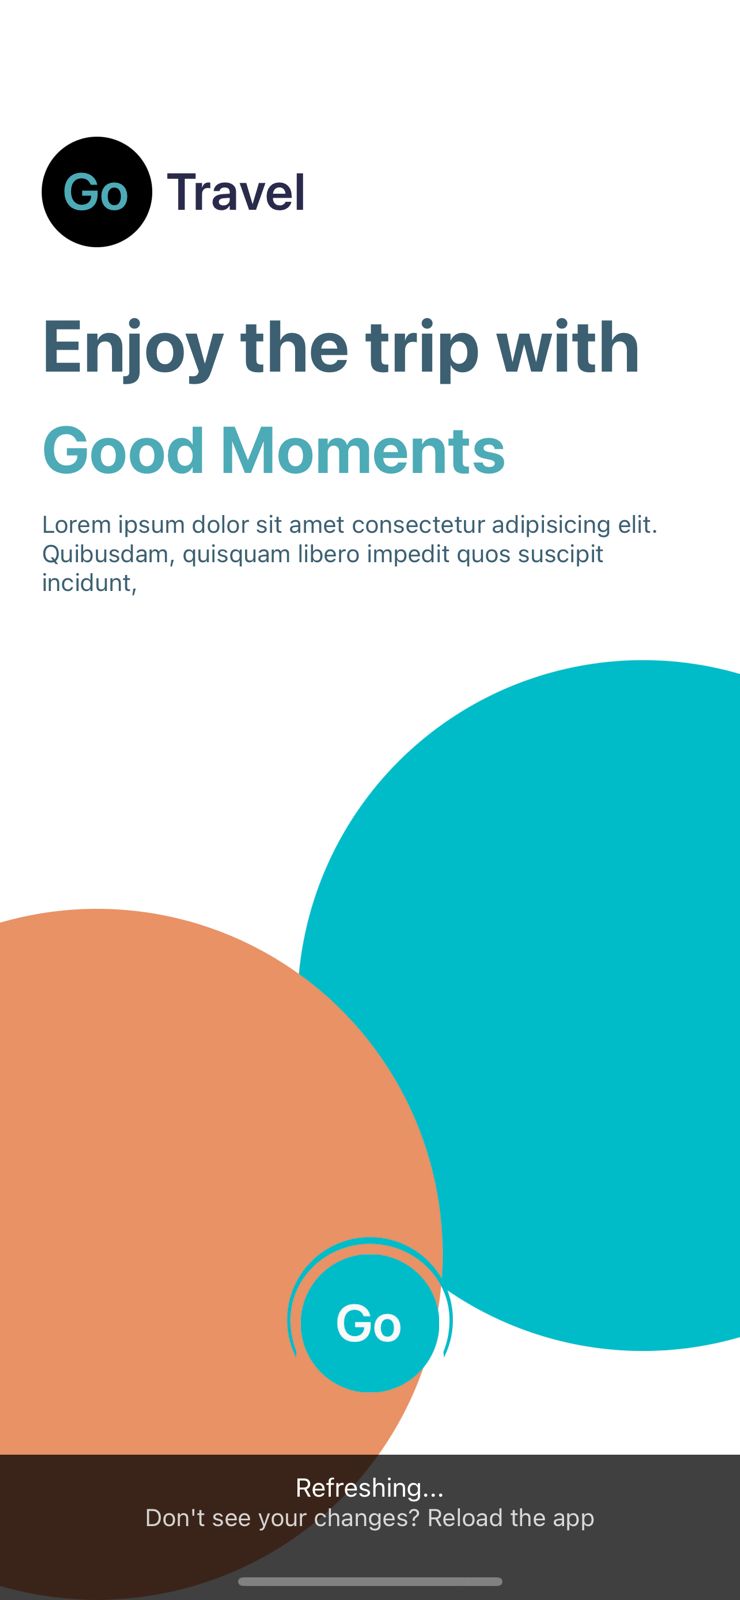 Go Travel
Enjoy the trip with
Good Moments
Lorem ipsum dolor sit amet consectetur adipisicing elit.
Quibusdam, quisquam libero impedit quos suscipit
incidunt,
Go
Refreshing...
Don't see your changes? Reload the app